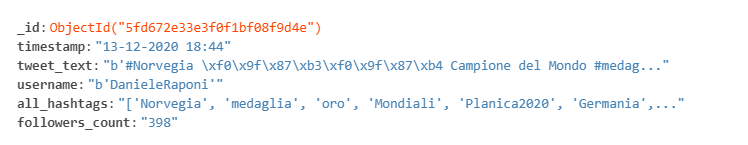 _id: ObjectId("5fd672e33e3f0f1bf08f9d4e")
timestamp: "13-12-2020 18:44"
tweet_text: "b'#Norvegia \xf0\x9f\x87\xb3\xf0\x9f\x87\xb4 Campione del Mondo #medag..."
username: "b'DanieleRaponi'"
all_hashtags: "['Norvegia', 'medaglia', 'oro', 'Mondiali', 'Planica2020', 'Germania',..."
followers_count: "398"